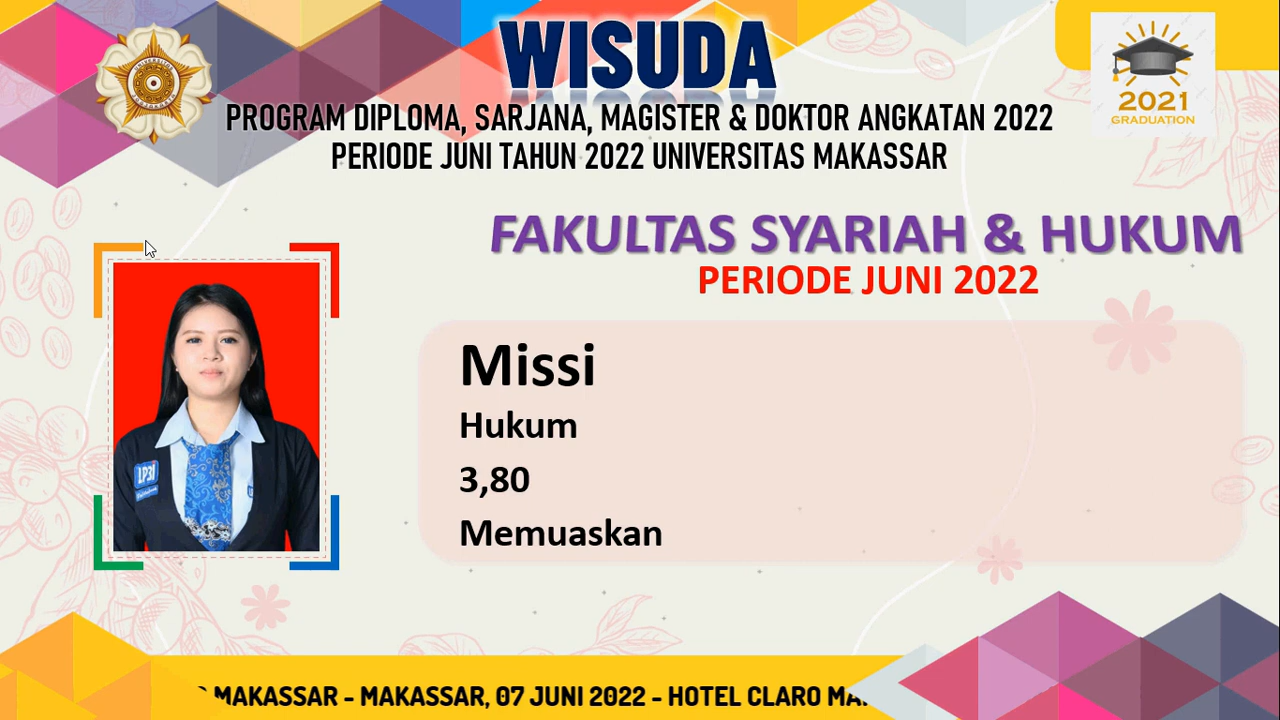 WISUDA
PROGRAM DIPLOMA, SARJANA, MAGISTER & DOKTOR ANGKATAN 2022
PERIODE JUNI TAHUN 2022 UNIVERSITAS MAKASSAR
2021
GRADUATION
FAKULTAS SYARIAH & HUKUM
PERIODE JUNI 2022
Missi
Hukum
3,80
Memuaskan
LP3I
MAKASSAR - MAKASSAR, 07 JUNI 2022 - HOTEL CLARO